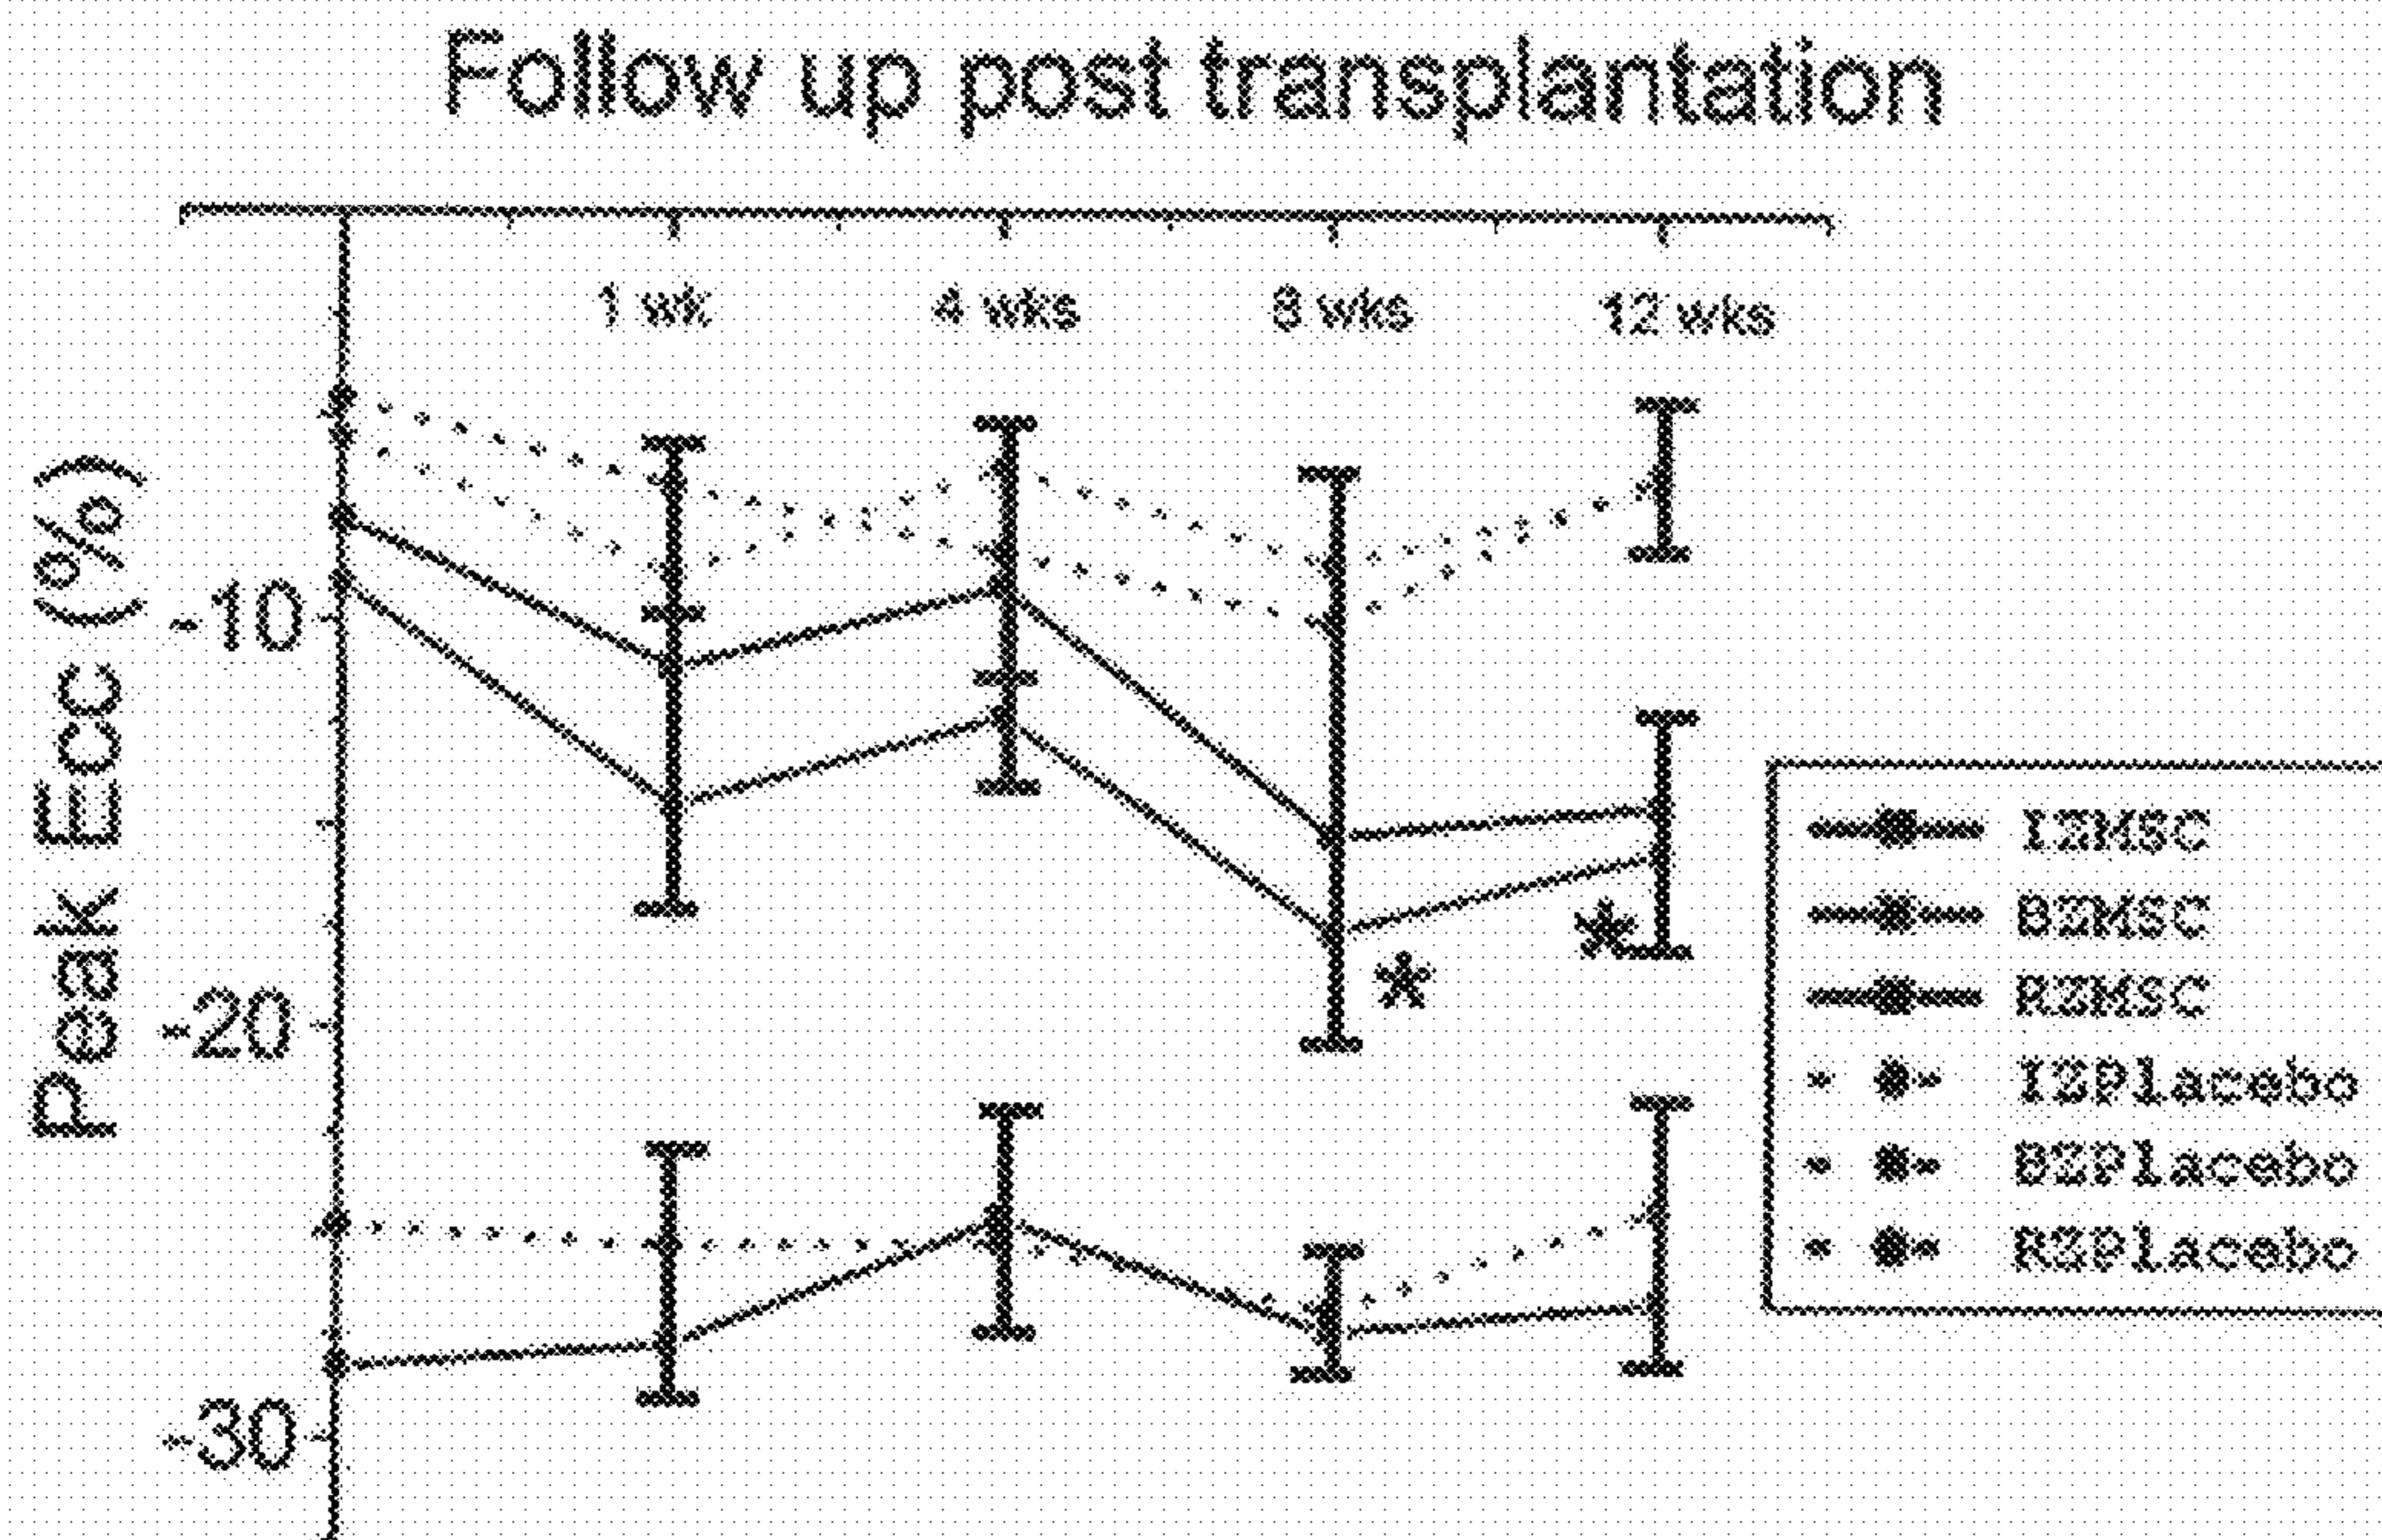 Follow up post transplantation
1 wk
4 wks
8 wks
12 wks
Peak Ecc (%)
-10
-20
-30
*
*
IZMSC
BZMSC
RZMSC
IZPlacebo
BZPlacebo
RZPlacebo